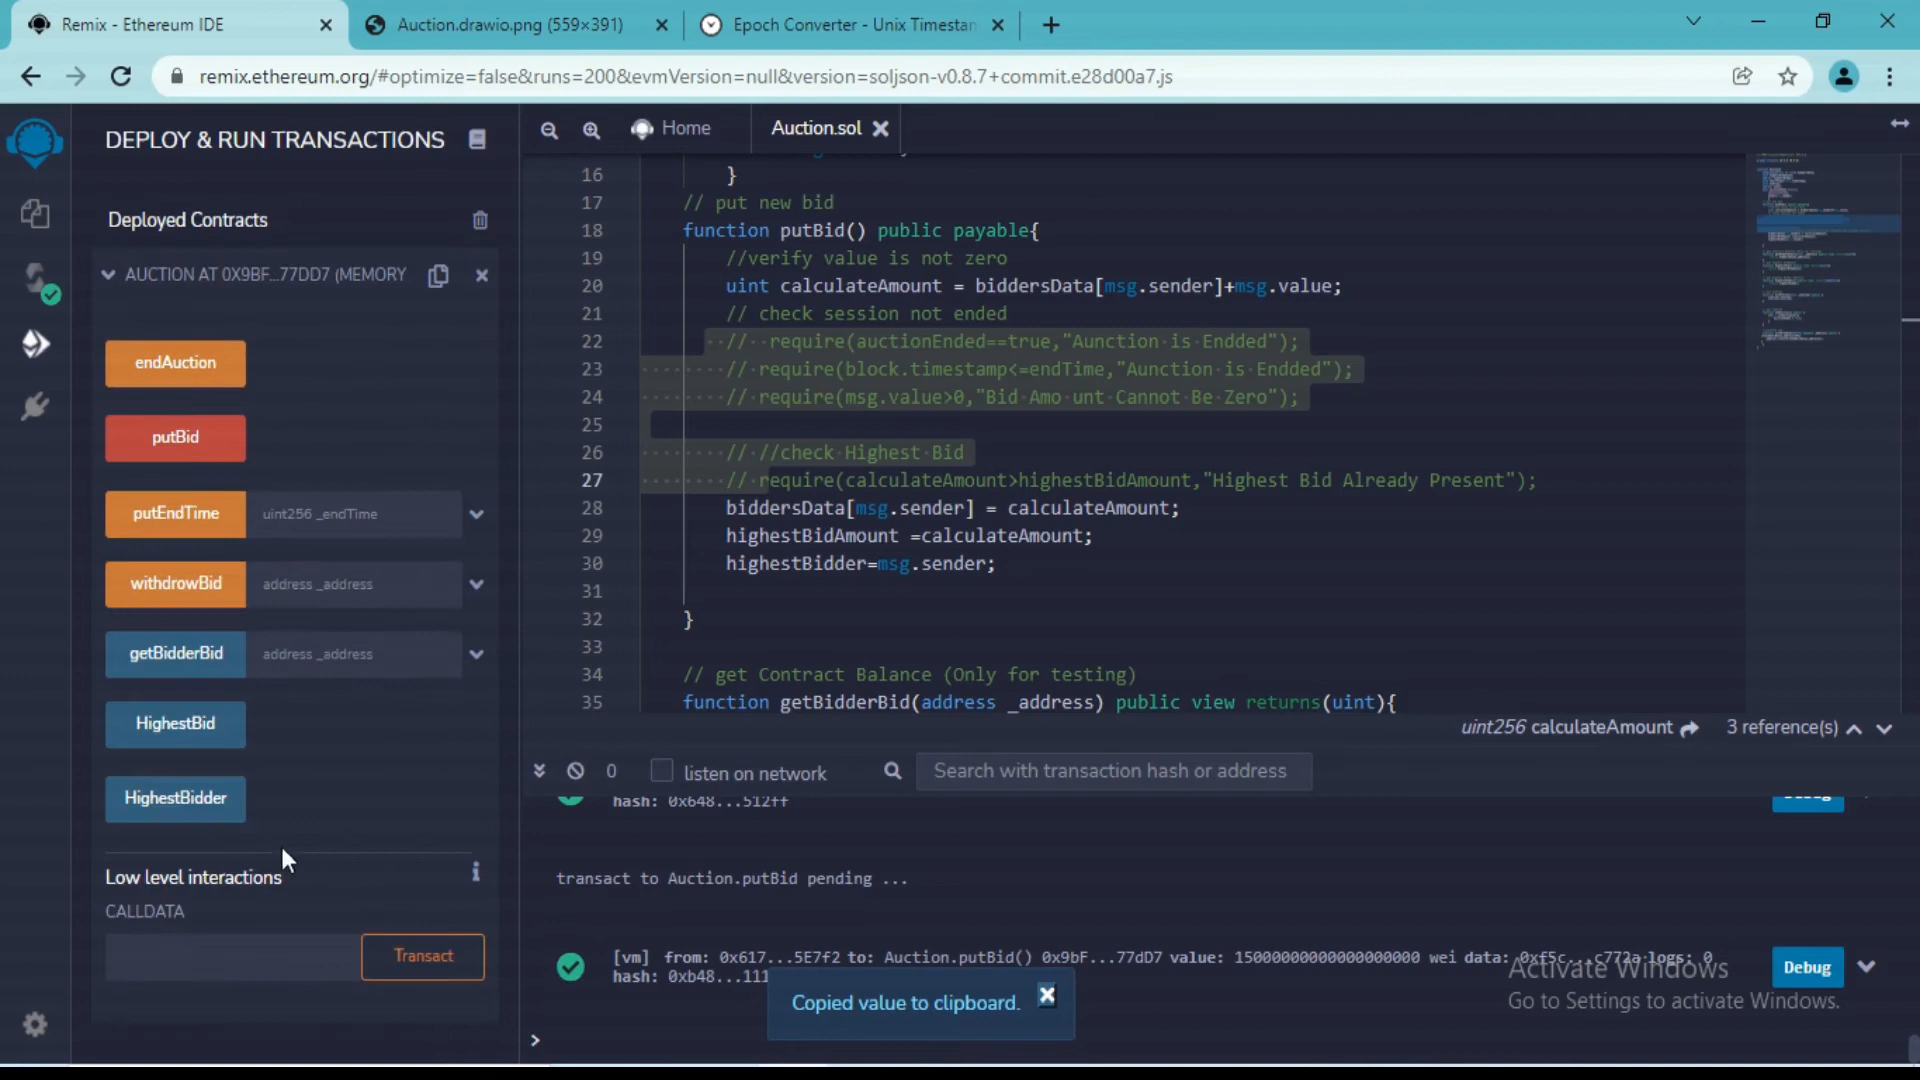 Remix - Ethereum IDE
Auction.drawio.png (559×391)
Epoch Converter - Unix Timestan
remix.ethereum.org/#optimize=false&runs=200&evmVersion=null&version=soljson-v0.8.7+commit.e28d00a7.js
DEPLOY & RUN TRANSACTIONS
Home
Auction.sol
Deployed Contracts
AUCTION AT 0X9BF...77DD7 (MEMORY
endAuction
putBid
putEndTime
uint256 _endTime
withdrowBid
address _address
getBidderBid
address _address
HighestBid
HighestBidder
Low level interactions
CALLDATA
Transact
16 }
17 // put new bid
18 function putBid() public payable{
19 //verify value is not zero
20 uint calculateAmount = biddersData[msg.sender]+msg.value;
21 // check session not ended
22 // require(auctionEnded==true,"Aunction is Endded");
23 // require(block.timestamp<=endTime,"Aunction is Endded");
24 // require(msg.value>0,"Bid Amo unt Cannot Be Zero");
25
26 // //check Highest Bid
27 // require(calculateAmount>highestBidAmount,"Highest Bid Already Present");
28 biddersData[msg.sender] = calculateAmount;
29 highestBidAmount =calculateAmount;
30 highestBidder=msg.sender;
31
32 }
33
34 // get Contract Balance (Only for testing)
35 function getBidderBid(address _address) public view returns(uint){
uint256 calculateAmount
3 reference(s)
0
listen on network
Search with transaction hash or address
hash: 0x648...512ff
Debug
transact to Auction.putBid pending ...
[vm] from: 0x617...5E7f2 to: Auction.putBid() 0x9bF...77dD7 value: 15000000000000000000 wei data: 0xf5c...c772a logs: 0
hash: 0xb48...111
Debug
Copied value to clipboard.
Activate Windows
Go to Settings to activate Windows.
>